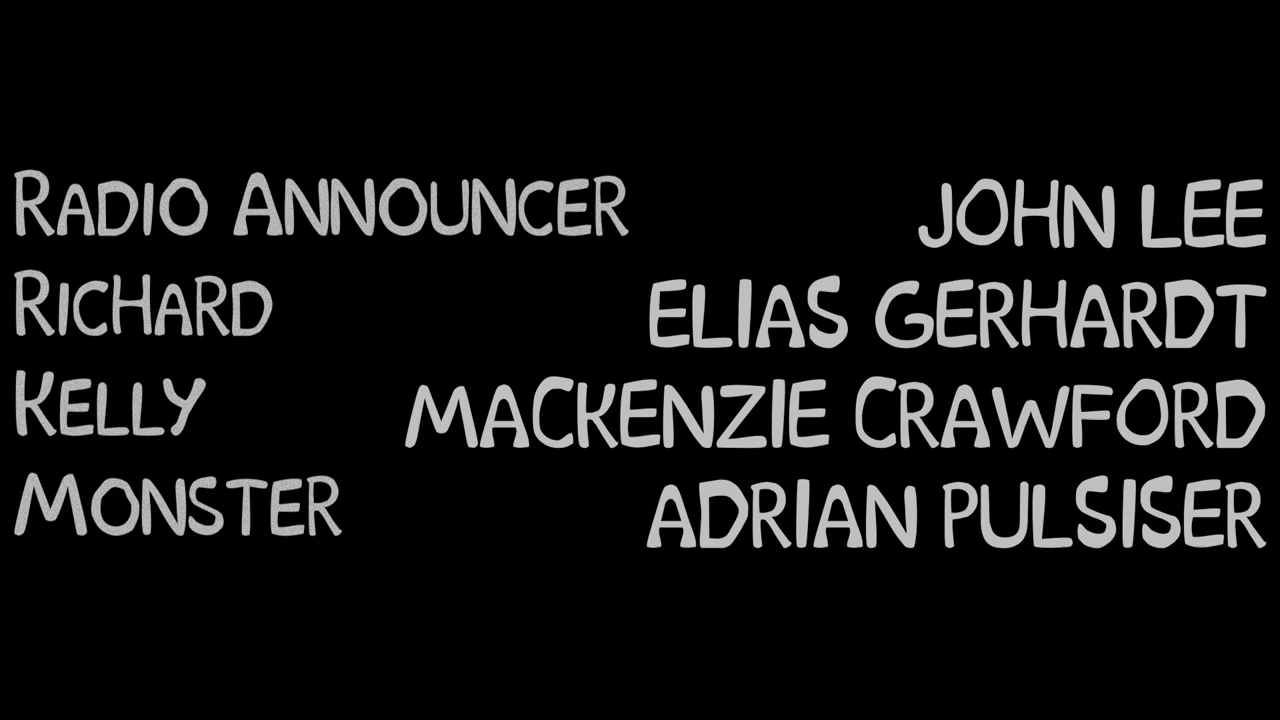 Radio Announcer JOHN LEE
Richard ELIAS GERHARDT
Kelly MACKENZIE CRAWFORD
Monster ADRIAN PULSISER